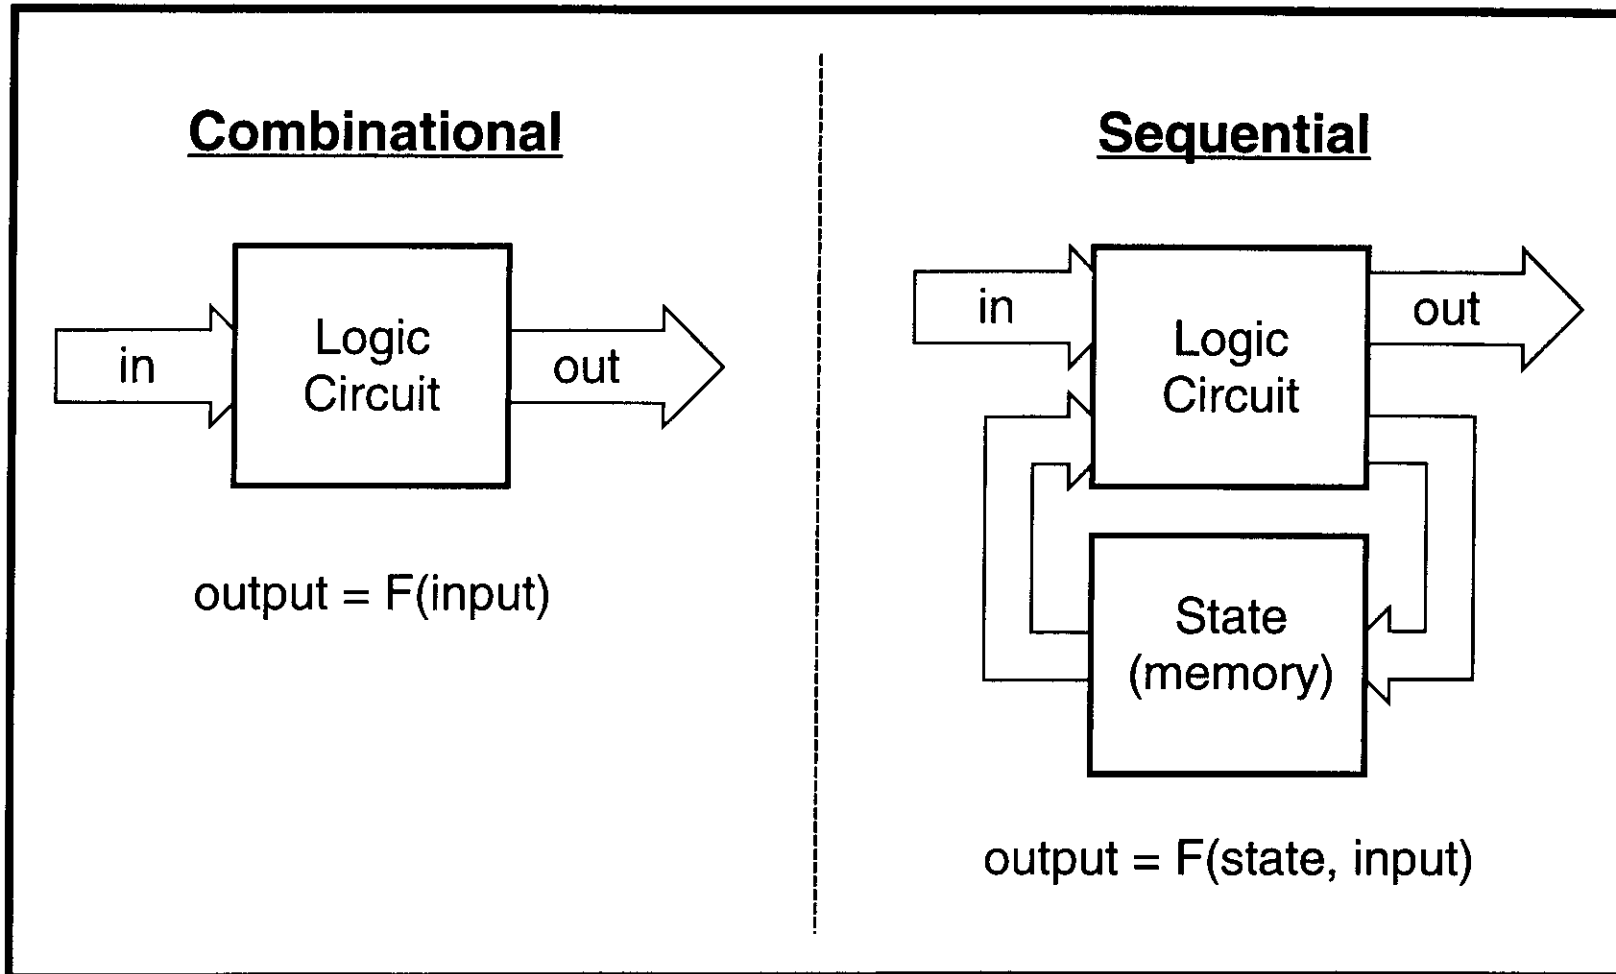 Combinational
in
Logic
Circuit
out
output = F(input)
Sequential
in
Logic
Circuit
out
State
(memory)
output = F(state, input)